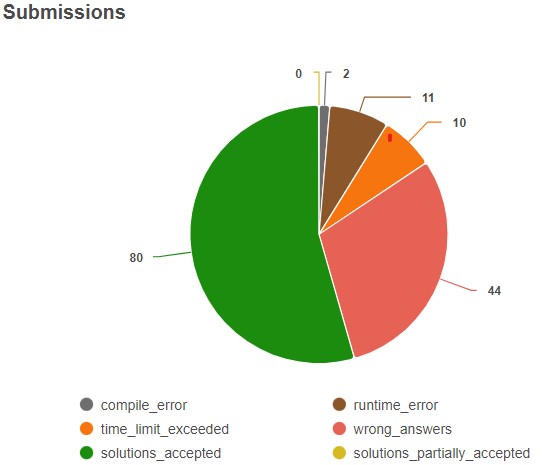 Submissions
0 2
11
10
80
44
compile_error runtime_error
time_limit_exceeded wrong_answers
solutions_accepted solutions_partially_accepted